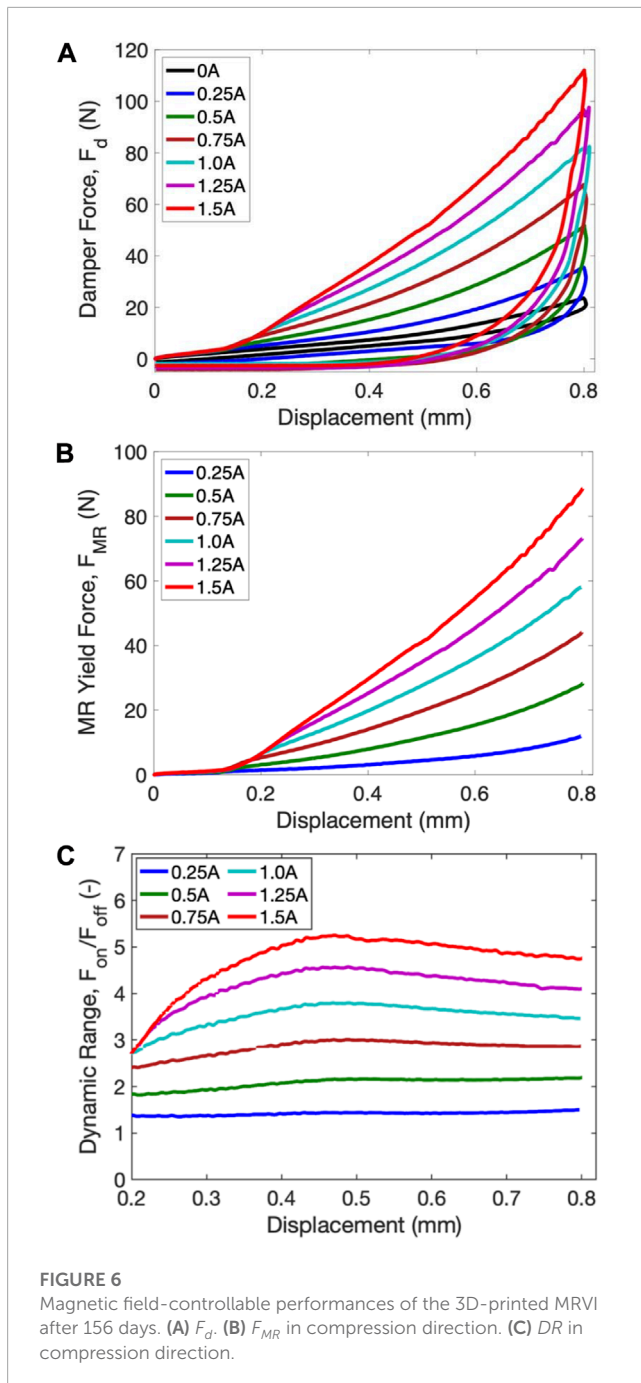 A
120
100
80
60
40
20
0
Damper Force, F_d (N)
0A
0.25A
0.5A
0.75A
1.0A
1.25A
1.5A
0 0.2 0.4 0.6 0.8
Displacement (mm)
B
100
80
60
40
20
0
MR Yield Force, F_MR (N)
0.25A
0.5A
0.75A
1.0A
1.25A
1.5A
0 0.2 0.4 0.6 0.8
Displacement (mm)
C
7
6
5
4
3
2
1
0
Dynamic Range, F_on/F_off (-)
0.25A 1.0A
0.5A 1.25A
0.75A 1.5A
0.2 0.3 0.4 0.5 0.6 0.7 0.8
Displacement (mm)
FIGURE 6
Magnetic field-controllable performances of the 3D-printed MRVI
after 156 days. (A) F_d. (B) F_MR in compression direction. (C) DR in
compression direction.